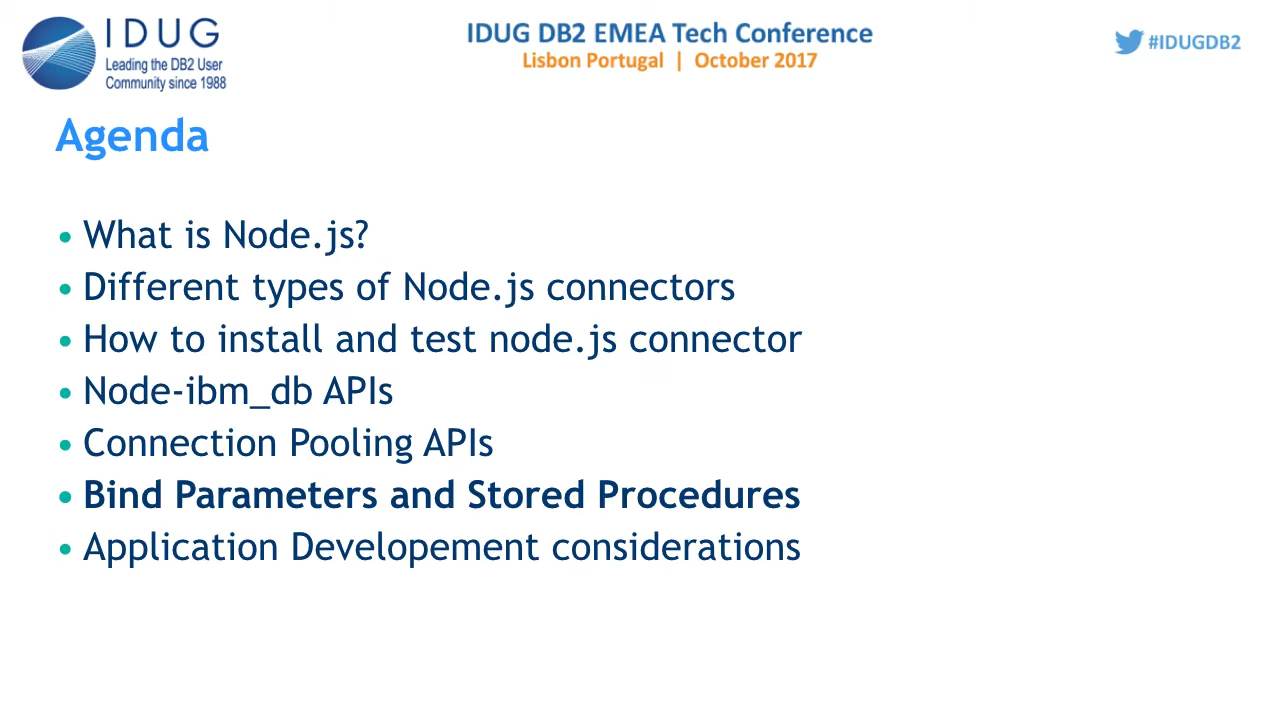 IDUG
Leading the DB2 User
Community since 1988
IDUG DB2 EMEA Tech Conference
Lisbon Portugal | October 2017
#IDUGDB2
Agenda
• What is Node.js?
• Different types of Node.js connectors
• How to install and test node.js connector
• Node-ibm_db APIs
• Connection Pooling APIs
• Bind Parameters and Stored Procedures
• Application Developement considerations